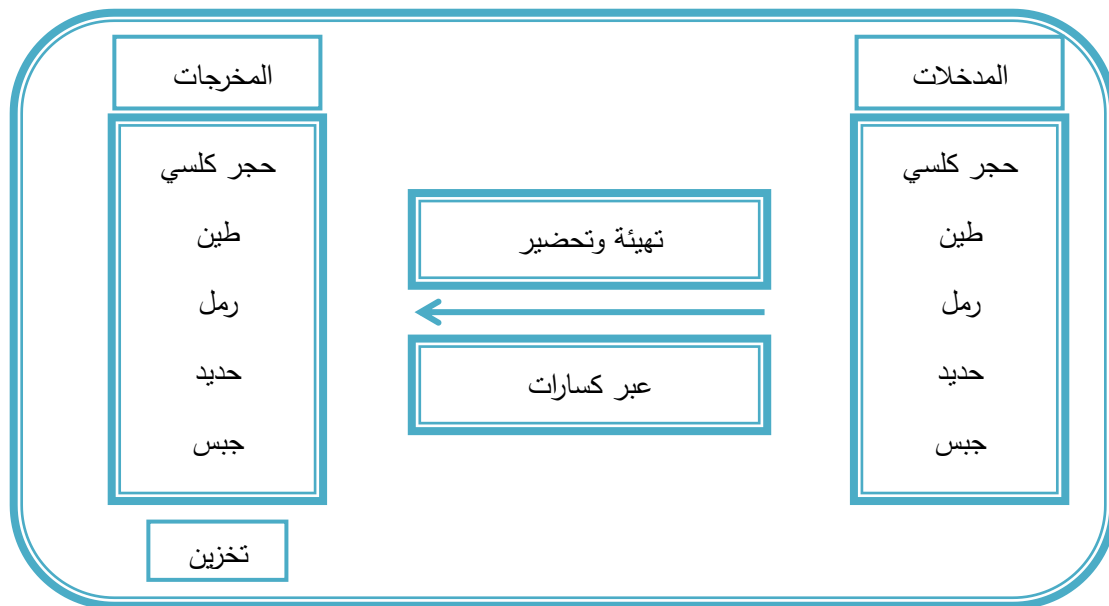 المدخلات
حجر كلسي
طين
رمل
حديد
جبس
تهيئة وتحضير
عبر كسارات
المخرجات
حجر كلسي
طين
رمل
حديد
جبس
تخزين